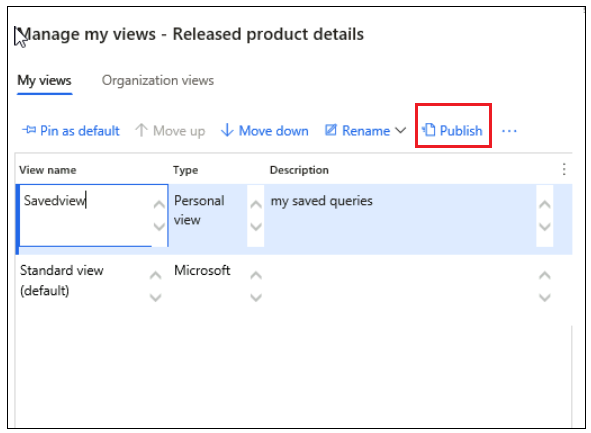 Manage my views - Released product details
My views Organization views
Pin as default Move up Move down Rename Publish ...
View name Type Description
Savedview Personal my saved queries
view
Standard view Microsoft
(default)